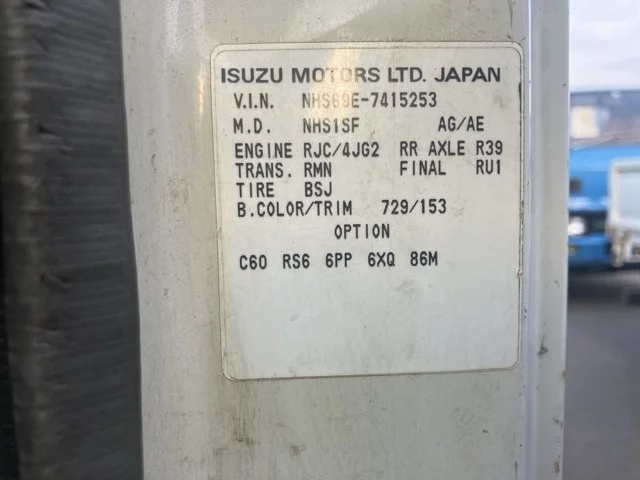 ISUZU MOTORS LTD. JAPAN
V.I.N. NHS69E-7415253
M.D. NHS1SF AG/AE
ENGINE RJC/4JG2 RR AXLE R39
TRANS. RMN FINAL RU1
TIRE BSJ
B.COLOR/TRIM 729/153
OPTION
C60 RS6 6PP 6XQ 86M